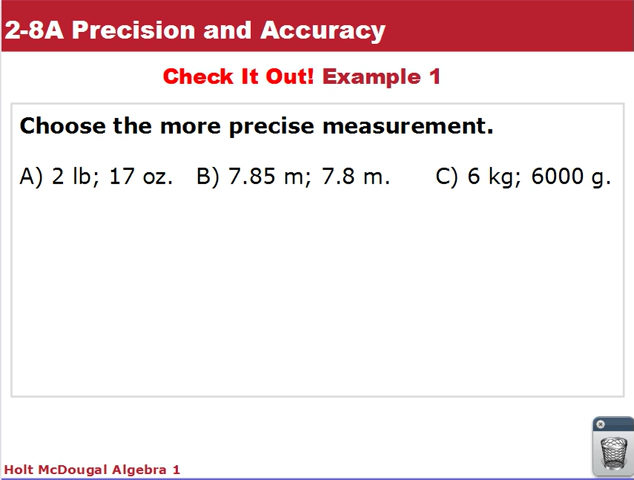 2-8A Precision and Accuracy
Check It Out! Example 1
Choose the more precise measurement.
A) 2 lb; 17 oz. B) 7.85 m; 7.8 m. C) 6 kg; 6000 g.
Holt McDougal Algebra 1